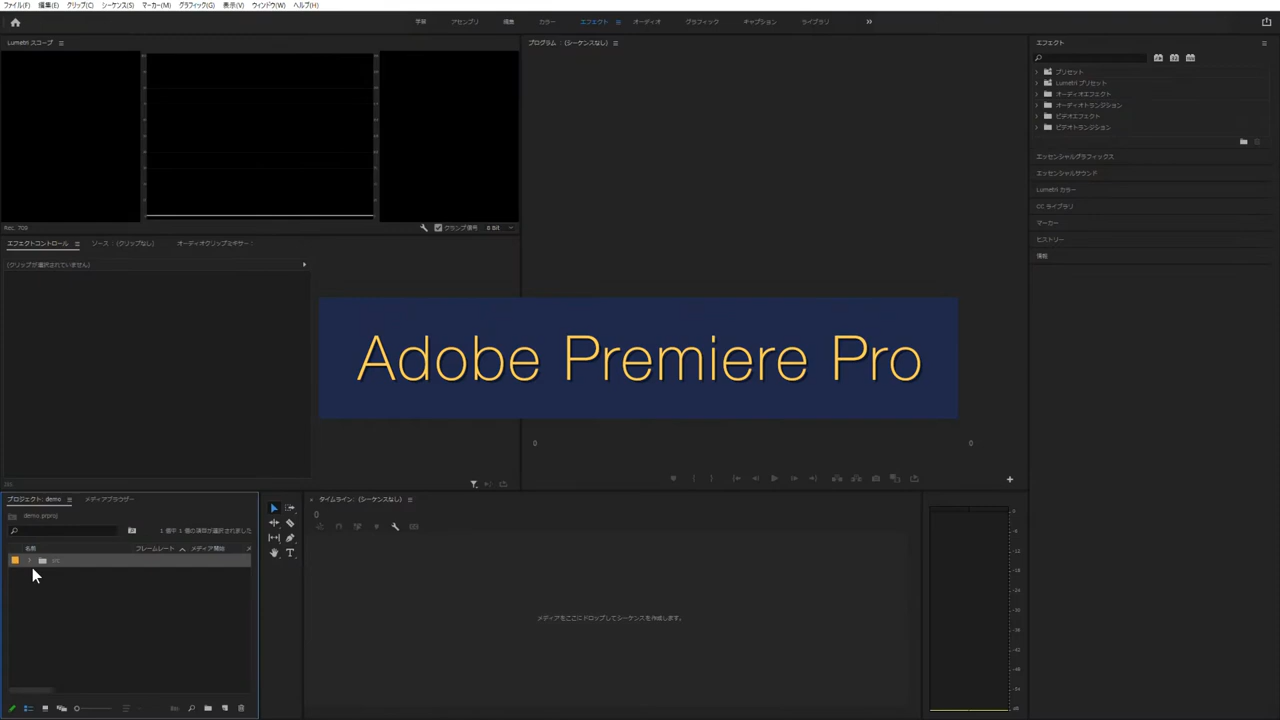 ファイル(F) 編集(E) クリップ(C) シーケンス(S) マーカー(M) グラフィック(G) 表示(V) ウィンドウ(W) ヘルプ(H)
学習 アセンブリ 編集 カラー エフェクト オーディオ グラフィック キャプション ライブラリ
Lumetri スコープ
Rec. 709
クランプ信号 8 bit
エフェクトコントロール ソース : (クリップなし) オーディオクリップミキサー :
(クリップが選択されていません)
プログラム : (シーケンスなし)
Adobe Premiere Pro
0 0
エフェクト
プリセット
Lumetri プリセット
オーディオエフェクト
オーディオトランジション
ビデオエフェクト
ビデオトランジション
エッセンシャルグラフィックス
エッセンシャルサウンド
Lumetri カラー
CC ライブラリ
マーカー
ヒストリー
情報
プロジェクト: demo メディアブラウザー
demo.prproj
1 個中 1 個の項目が選択されました
名前 フレームレート メディア開始
src
タイムライン : (シーケンスなし)
0
メディアをここにドロップしてシーケンスを作成します。
0
-6
-12
-18
-24
-30
-36
-42
-48
-54
dB